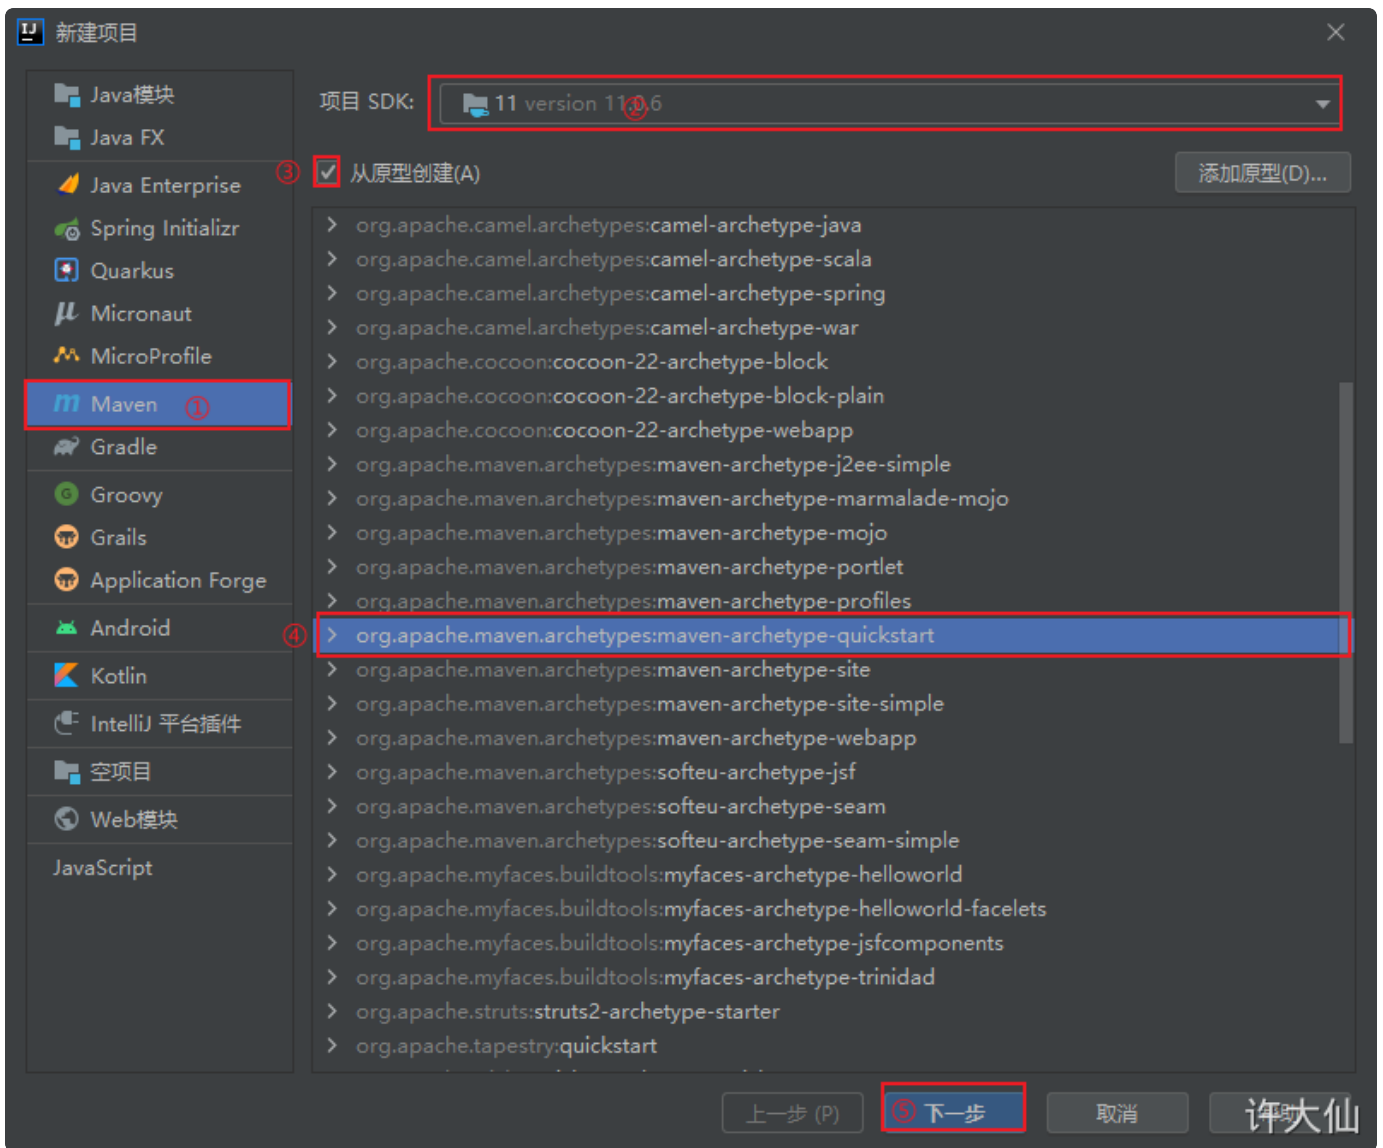 新建项目
Java模块
Java FX
Java Enterprise
Spring Initializr
Quarkus
Micronaut
MicroProfile
Maven ①
Gradle
Groovy
Grails
Application Forge
Android
Kotlin
IntelliJ 平台插件
空项目
Web模块
JavaScript
项目 SDK: 11 version 11.0.6 ②
③ 从原型创建(A) 添加原型(D)...
org.apache.camel.archetypes:camel-archetype-java
org.apache.camel.archetypes:camel-archetype-scala
org.apache.camel.archetypes:camel-archetype-spring
org.apache.camel.archetypes:camel-archetype-war
org.apache.cocoon:cocoon-22-archetype-block
org.apache.cocoon:cocoon-22-archetype-block-plain
org.apache.cocoon:cocoon-22-archetype-webapp
org.apache.maven.archetypes:maven-archetype-j2ee-simple
org.apache.maven.archetypes:maven-archetype-marmalade-mojo
org.apache.maven.archetypes:maven-archetype-mojo
org.apache.maven.archetypes:maven-archetype-portlet
org.apache.maven.archetypes:maven-archetype-profiles
④ org.apache.maven.archetypes:maven-archetype-quickstart
org.apache.maven.archetypes:maven-archetype-site
org.apache.maven.archetypes:maven-archetype-site-simple
org.apache.maven.archetypes:maven-archetype-webapp
org.apache.maven.archetypes:softeu-archetype-jsf
org.apache.maven.archetypes:softeu-archetype-seam
org.apache.maven.archetypes:softeu-archetype-seam-simple
org.apache.myfaces.buildtools:myfaces-archetype-helloworld
org.apache.myfaces.buildtools:myfaces-archetype-helloworld-facelets
org.apache.myfaces.buildtools:myfaces-archetype-jsfcomponents
org.apache.myfaces.buildtools:myfaces-archetype-trinidad
org.apache.struts:struts2-archetype-starter
org.apache.tapestry:quickstart
上一步 (P) ⑤ 下一步 取消
许大仙